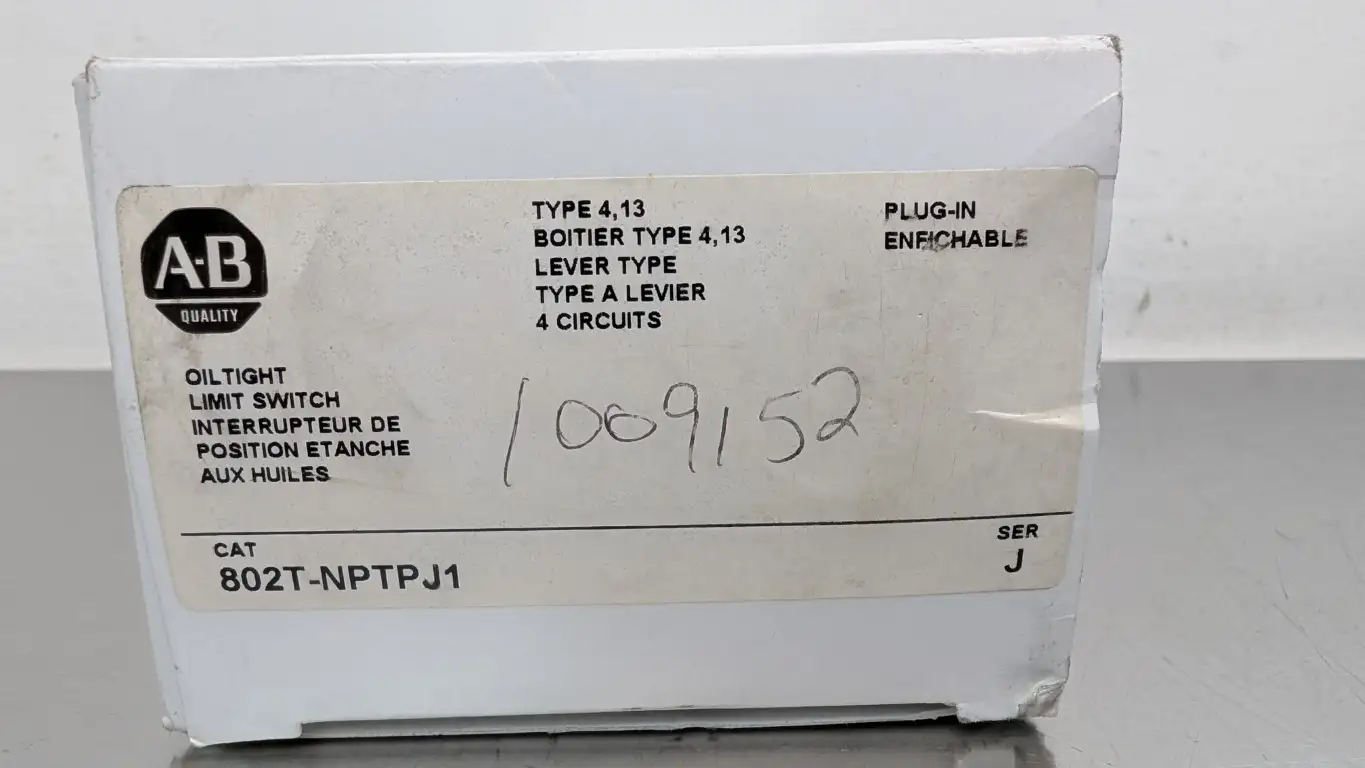 A-B
QUALITY
TYPE 4,13
BOITIER TYPE 4,13
LEVER TYPE
TYPE A LEVIER
4 CIRCUITS
PLUG-IN
ENFICHABLE
OILTIGHT
LIMIT SWITCH
INTERRUPTEUR DE
POSITION ETANCHE
AUX HUILES
1009152
CAT
802T-NPTPJ1
SER
J